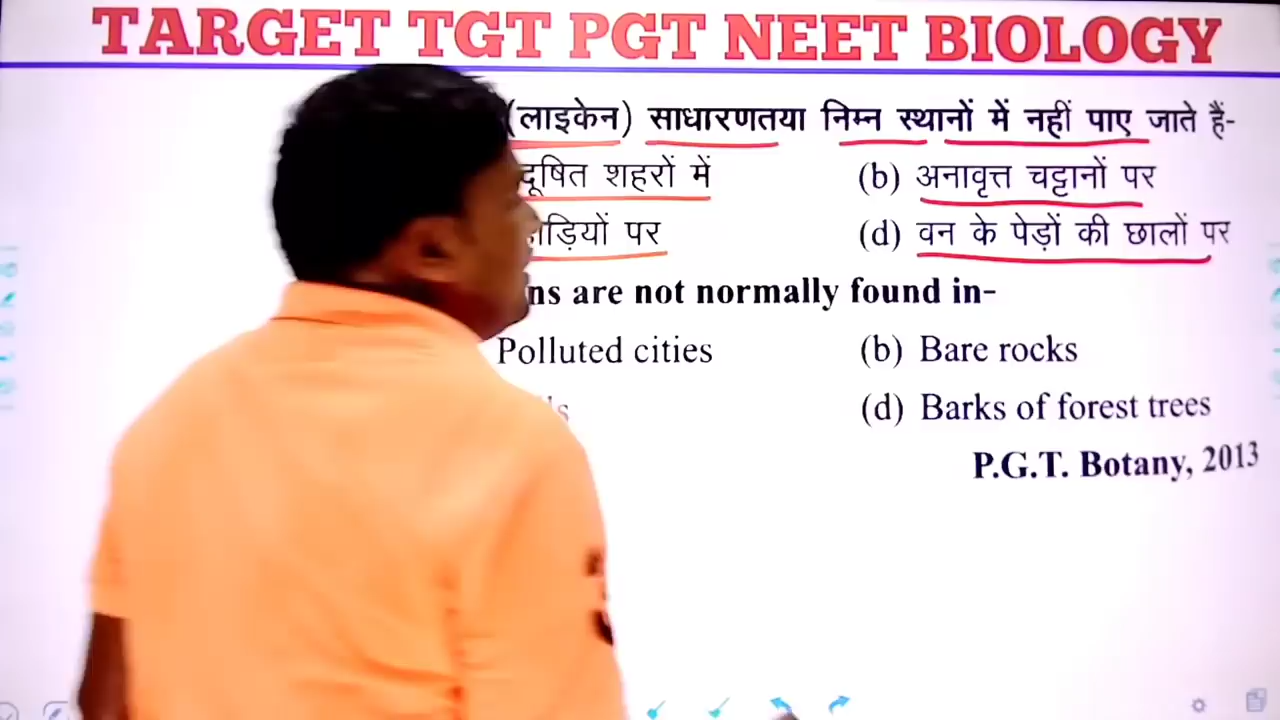 TARGET TGT PGT NEET BIOLOGY
(लाइकेन) साधारणतया निम्न स्थानों में नहीं पाए जाते हैं-
शहरों में (b) अनावृत्त चट्टानों पर
पर (d) वन के पेड़ों की छालों पर
are not normally found in-
Polluted cities (b) Bare rocks
(d) Barks of forest trees
P.G.T. Botany, 2013